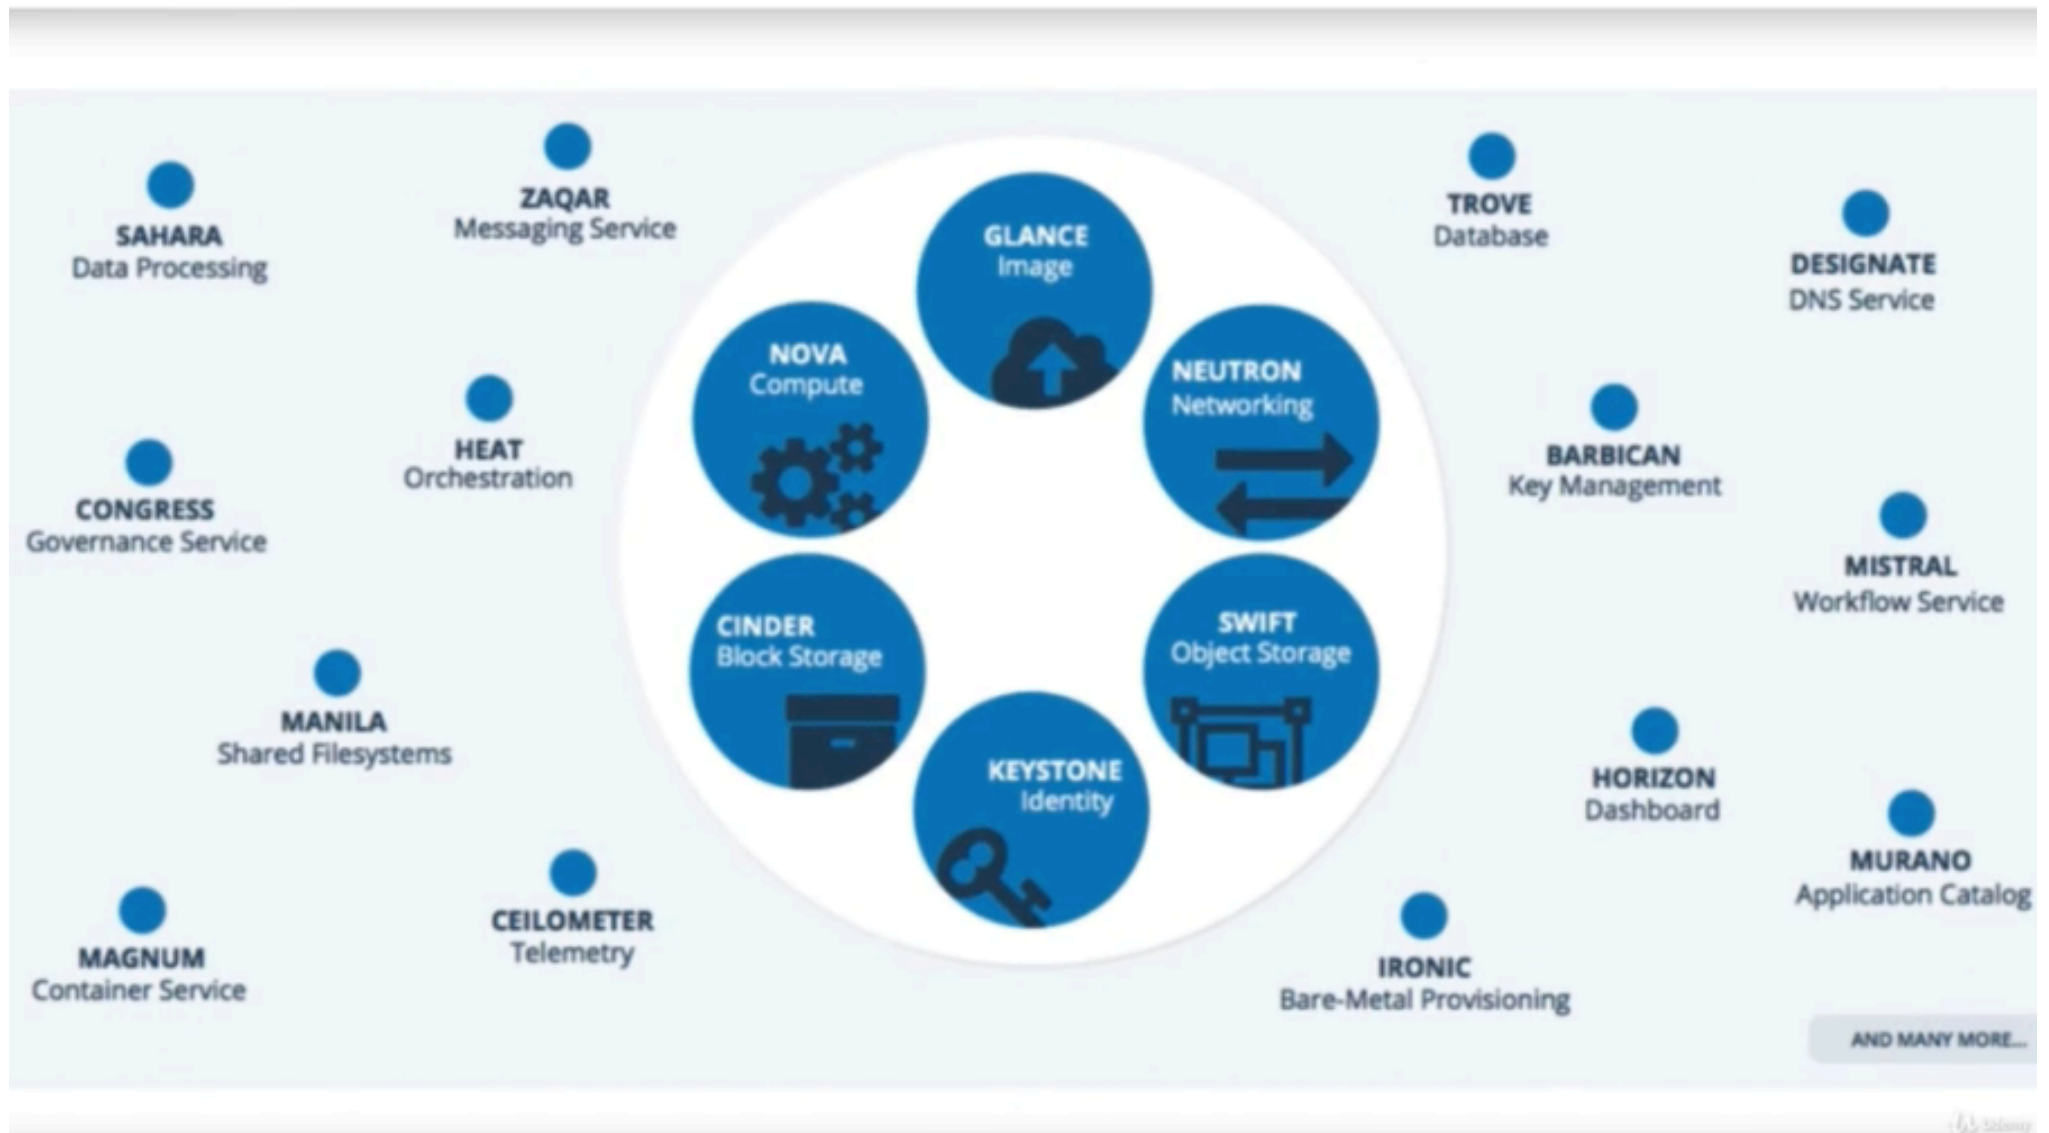 ZAQAR
Messaging Service
SAHARA
Data Processing
HEAT
Orchestration
CONGRESS
Governance Service
MANILA
Shared Filesystems
CEILOMETER
Telemetry
MAGNUM
Container Service
GLANCE
Image
NOVA
Compute
NEUTRON
Networking
CINDER
Block Storage
SWIFT
Object Storage
KEYSTONE
Identity
TROVE
Database
DESIGNATE
DNS Service
BARBICAN
Key Management
MISTRAL
Workflow Service
HORIZON
Dashboard
MURANO
Application Catalog
IRONIC
Bare-Metal Provisioning
AND MANY MORE...
Udemy